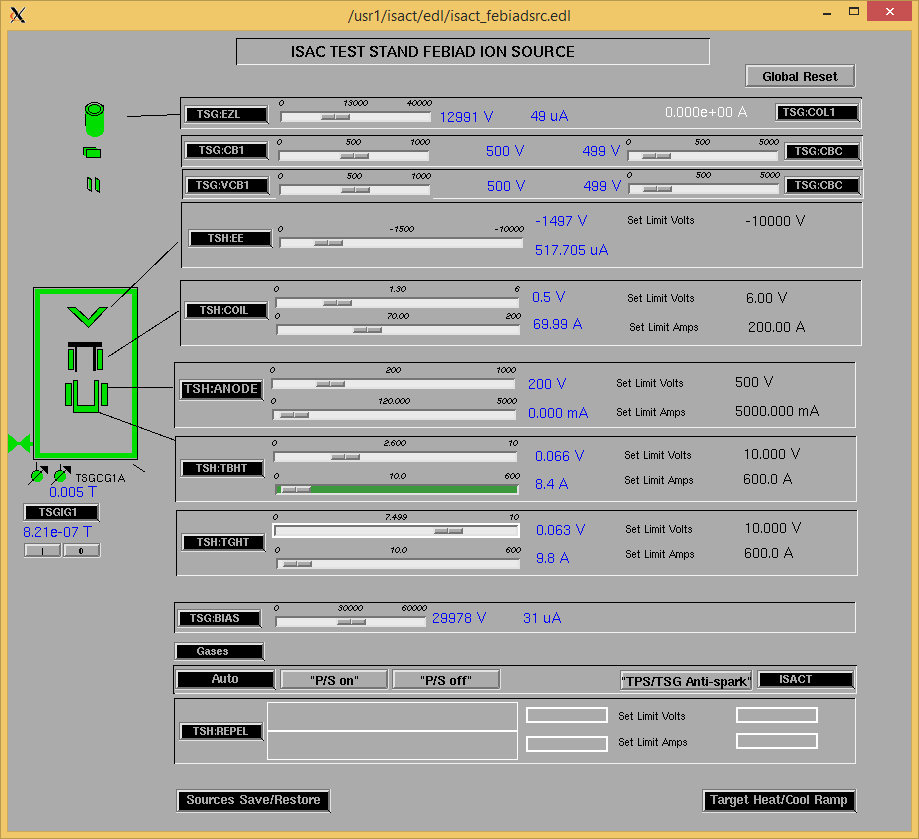 /usr1/isact/edl/isact_febiadsrc.edl
ISAC TEST STAND FEBIAD ION SOURCE
Global Reset
TSG:EZL 0 13000 40000 12991 V 49 uA 0.000e+00 A TSG:COL1
TSG:CB1 0 500 1000 500 V 499 V 0 500 5000 TSG:CBC
TSG:VCB1 0 500 1000 500 V 499 V 0 500 5000 TSG:CBC
-1497 V Set Limit Volts -10000 V
TSH:EE 0 -1500 -10000
517.705 uA
0 1.30 6 0.5 V Set Limit Volts 6.00 V
TSH:COIL
0 70.00 200 69.99 A Set Limit Amps 200.00 A
0 200 1000 200 V Set Limit Volts 500 V
TSH:ANODE
0 120.000 5000 0.000 mA Set Limit Amps 5000.000 mA
0 2.600 10 0.066 V Set Limit Volts 10.000 V
TSH:TBHT
0 10.0 600 8.4 A Set Limit Amps 600.0 A
TSGCG1A
0.005 T
TSGIG1
8.21e-07 T
I 0
0 7.499 10 0.063 V Set Limit Volts 10.000 V
TSH:TGHT
0 10.0 600 9.8 A Set Limit Amps 600.0 A
TSG:BIAS 0 30000 60000 29978 V 31 uA
Gases
Auto "P/S on" "P/S off" "TPS/TSG Anti-spark" ISACT
Set Limit Volts
TSH:REPEL
Set Limit Amps
Sources Save/Restore Target Heat/Cool Ramp